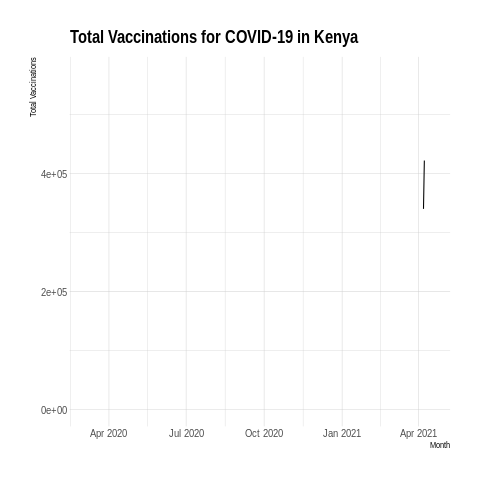 Total Vaccinations for COVID-19 in Kenya
Total Vaccinations
4e+05
2e+05
0e+00
Apr 2020 Jul 2020 Oct 2020 Jan 2021 Apr 2021
Month